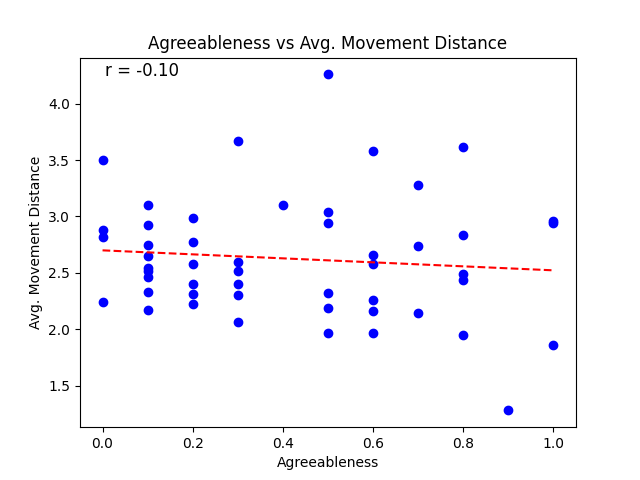 Agreeableness vs Avg. Movement Distance
r = -0.10
Avg. Movement Distance
4.0
3.5
3.0
2.5
2.0
1.5
0.0 0.2 0.4 0.6 0.8 1.0
Agreeableness